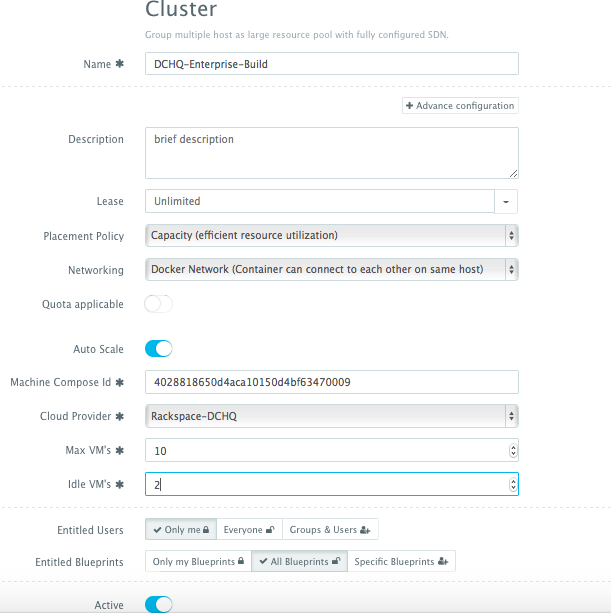 Cluster
Group multiple host as large resource pool with fully configured SDN.
Name ✱ DCHQ-Enterprise-Build
+ Advance configuration
Description brief description
Lease Unlimited
Placement Policy Capacity (efficient resource utilization)
Networking Docker Network (Container can connect to each other on same host)
Quota applicable
Auto Scale
Machine Compose Id ✱ 4028818650d4aca10150d4bf63470009
Cloud Provider ✱ Rackspace-DCHQ
Max VM's ✱ 10
Idle VM's ✱ 2
Entitled Users ✔ Only me Everyone Groups & Users
Entitled Blueprints Only my Blueprints ✔ All Blueprints Specific Blueprints
Active